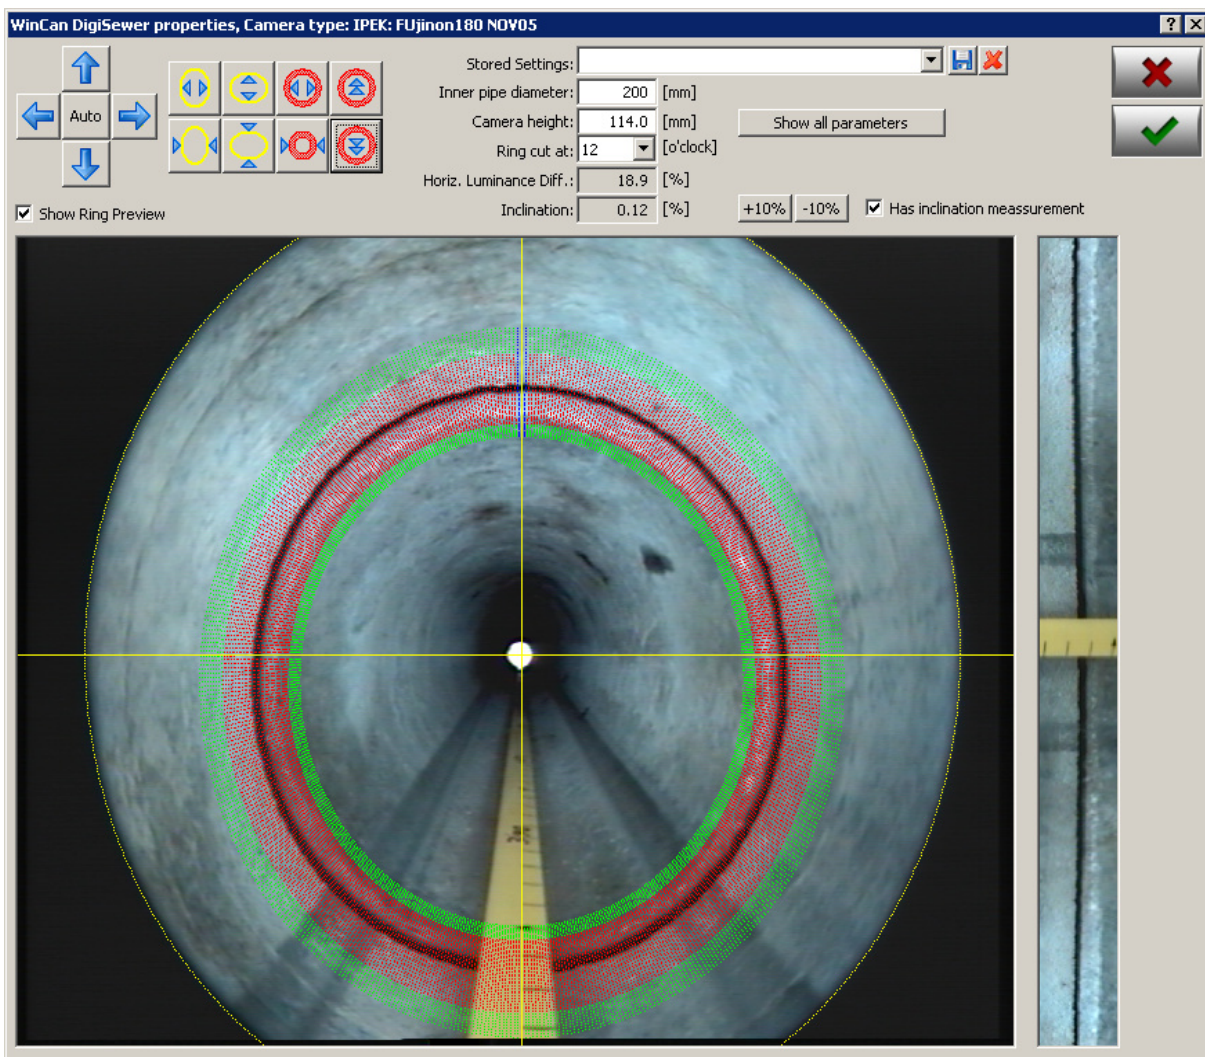 WinCan DigiSewer properties, Camera type: IPEK: FUjinon180 NOV05
Auto
Stored Settings:
Inner pipe diameter: 200 [mm]
Camera height: 114.0 [mm] Show all parameters
Ring cut at: 12 [o'clock]
Horiz. Luminance Diff.: 18.9 [%]
Show Ring Preview Inclination: 0.12 [%] +10% -10% Has inclination meassurement